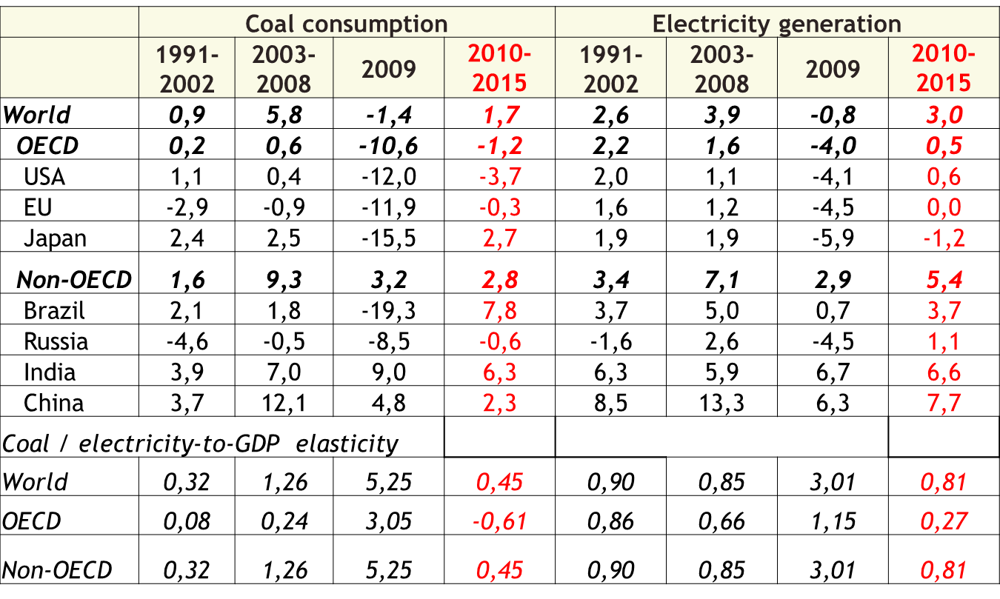 Coal consumption Electricity generation
1991-2002 2003-2008 2009 2010-2015 1991-2002 2003-2008 2009 2010-2015
World 0,9 5,8 -1,4 1,7 2,6 3,9 -0,8 3,0
OECD 0,2 0,6 -10,6 -1,2 2,2 1,6 -4,0 0,5
USA 1,1 0,4 -12,0 -3,7 2,0 1,1 -4,1 0,6
EU -2,9 -0,9 -11,9 -0,3 1,6 1,2 -4,5 0,0
Japan 2,4 2,5 -15,5 2,7 1,9 1,9 -5,9 -1,2
Non-OECD 1,6 9,3 3,2 2,8 3,4 7,1 2,9 5,4
Brazil 2,1 1,8 -19,3 7,8 3,7 5,0 0,7 3,7
Russia -4,6 -0,5 -8,5 -0,6 -1,6 2,6 -4,5 1,1
India 3,9 7,0 9,0 6,3 6,3 5,9 6,7 6,6
China 3,7 12,1 4,8 2,3 8,5 13,3 6,3 7,7
Coal / electricity-to-GDP elasticity
World 0,32 1,26 5,25 0,45 0,90 0,85 3,01 0,81
OECD 0,08 0,24 3,05 -0,61 0,86 0,66 1,15 0,27
Non-OECD 0,32 1,26 5,25 0,45 0,90 0,85 3,01 0,81